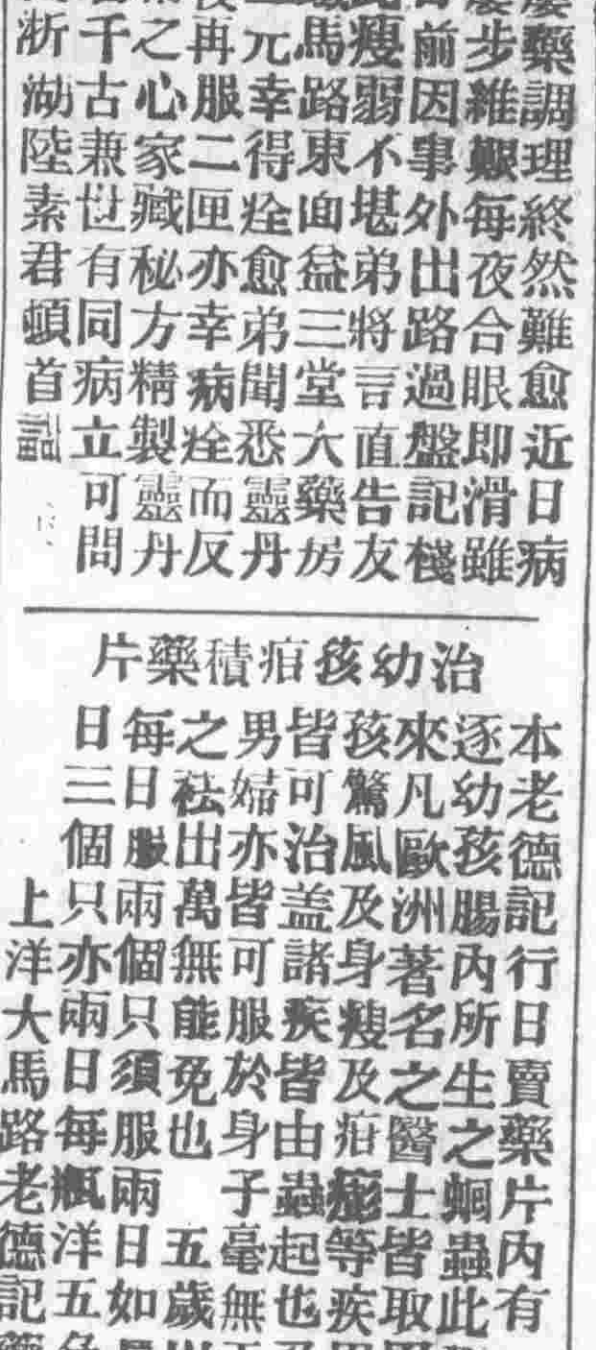 藥調理終然難愈近日病
步維艱每夜合眼即滑雖
前因事外出路過盤記棧
瘦弱不堪弟將言直告友
馬路東面益三堂大藥房
元幸得痊愈弟聞悉靈丹
再服二匣亦幸病痊而反
之心家藏秘方精製靈丹
千古兼世有同病立可問
浙湖陸素君頓首謂
治幼孩疳積藥片
本老德記行日賣藥片內有
逐幼孩腸內所生之蛔蟲此
來凡歐洲著名之醫士皆取
孩驚風及身瘦及疳癆等疾
皆可治盖諸疾皆由蟲起也
男婦亦皆可服於身子毫無
之袪出萬無能免也 五歲
每日服兩個只須服兩日如
日三個只亦兩日每瓶洋五
上洋大馬路老德記藥